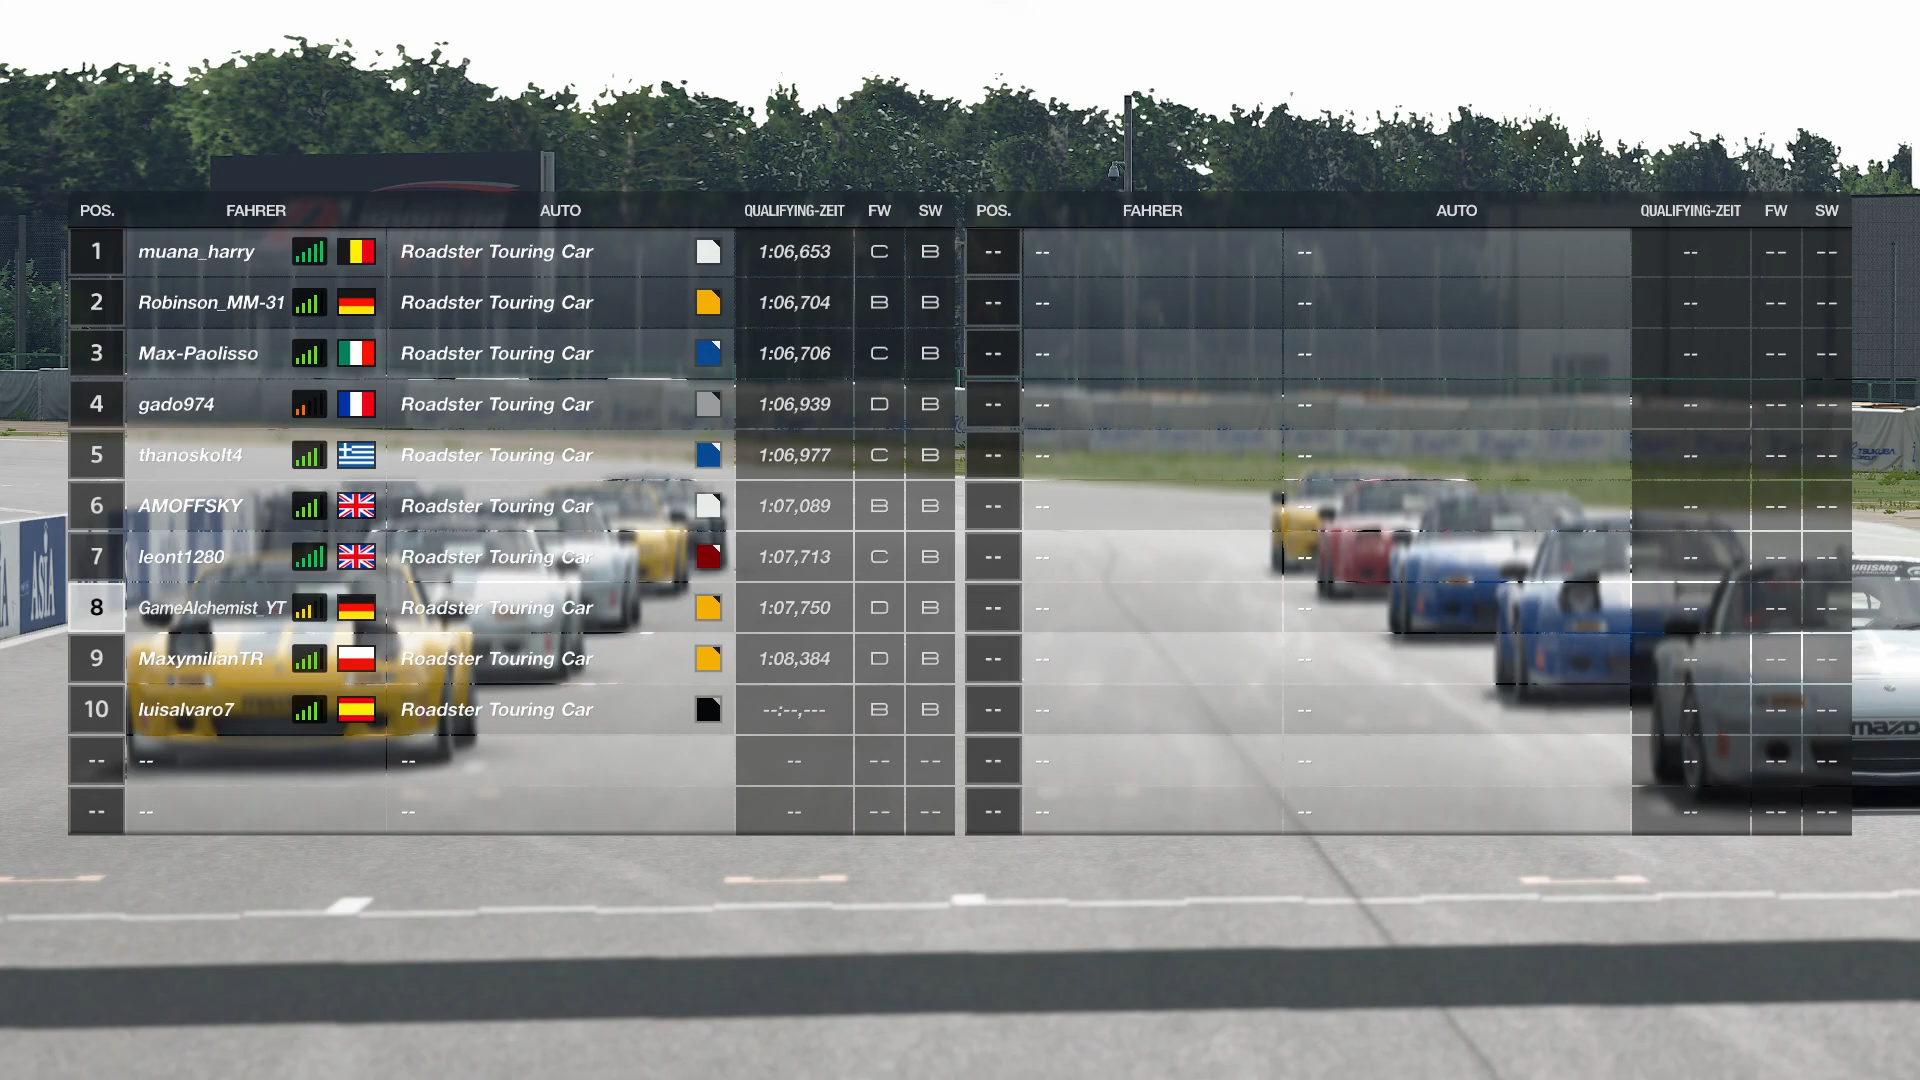 POS. FAHRER AUTO QUALIFYING-ZEIT FW SW POS. FAHRER AUTO QUALIFYING-ZEIT FW SW
1 muana_harry Roadster Touring Car 1:06,653 C B -- -- -- -- -- --
2 Robinson_MM-31 Roadster Touring Car 1:06,704 B B -- -- -- -- -- --
3 Max-Paolisso Roadster Touring Car 1:06,706 C B -- -- -- -- -- --
4 gado974 Roadster Touring Car 1:06,939 D B -- -- -- -- -- --
5 thanoskolt4 Roadster Touring Car 1:06,977 C B -- -- -- -- -- --
6 AMOFFSKY Roadster Touring Car 1:07,089 B B -- -- -- -- -- --
7 leont1280 Roadster Touring Car 1:07,713 C B -- -- -- -- -- --
8 GameAlchemist_YT Roadster Touring Car 1:07,750 D B -- -- -- -- -- --
9 MaxymilianTR Roadster Touring Car 1:08,384 D B -- -- -- -- -- --
10 luisalvaro7 Roadster Touring Car --:--,--- B B -- -- -- -- -- --
-- -- -- -- -- -- -- -- -- -- -- --
-- -- -- -- -- -- -- -- -- -- -- --
TSUKUBA
CIRCUIT
ASIA